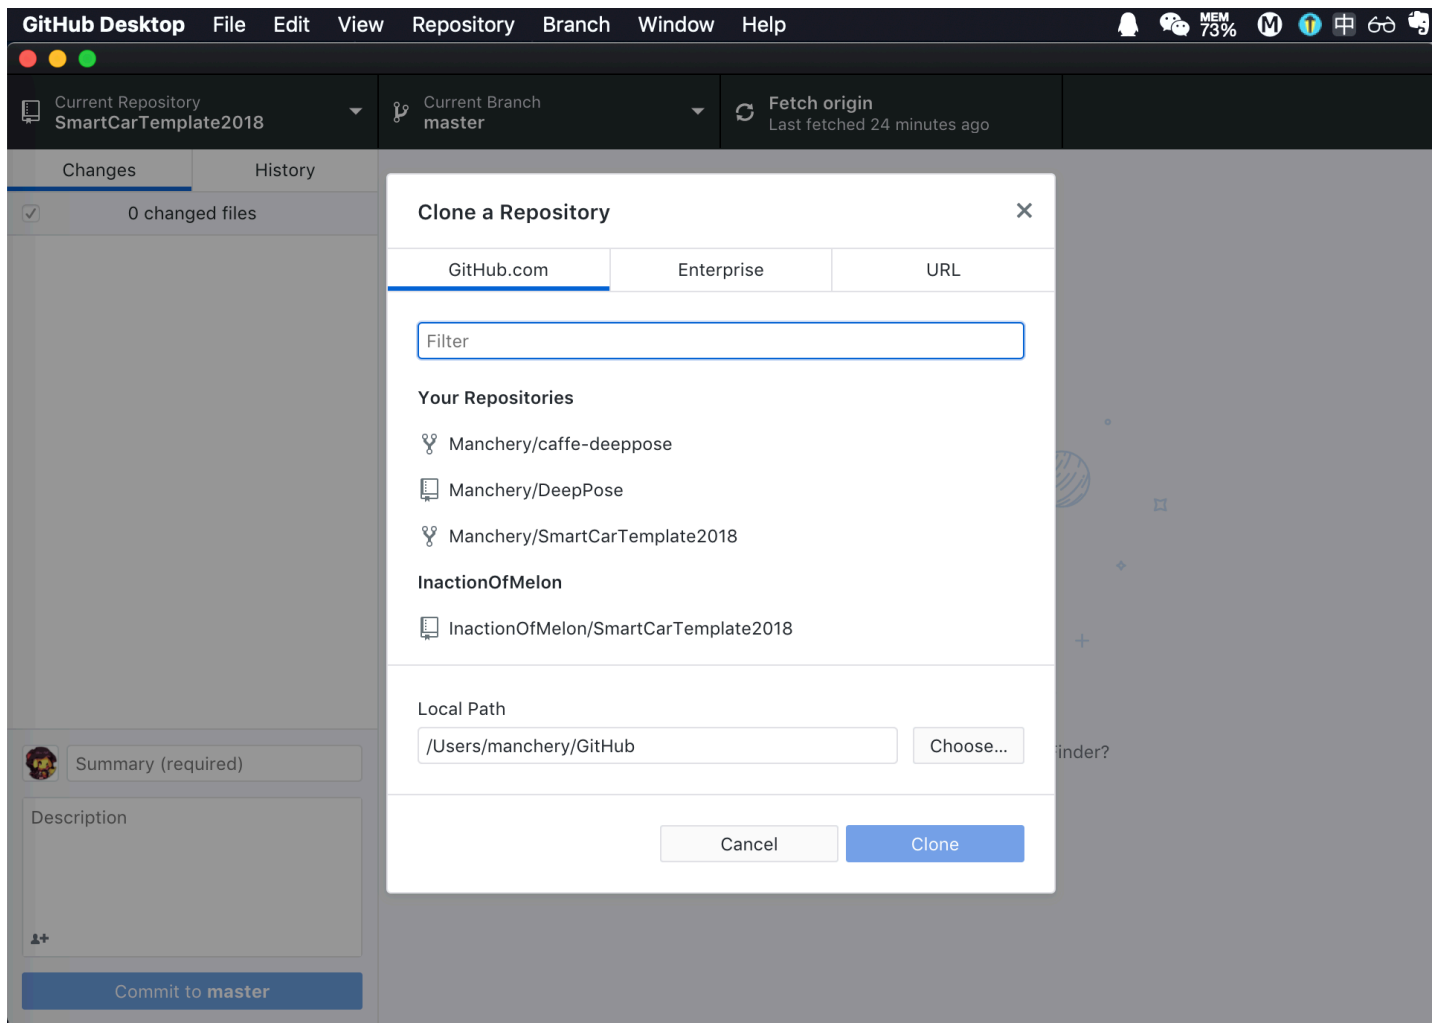 GitHub Desktop File Edit View Repository Branch Window Help MEM 73% M T 中
Current Repository
SmartCarTemplate2018
Current Branch
master
Fetch origin
Last fetched 24 minutes ago
Changes History
0 changed files
Clone a Repository
GitHub.com Enterprise URL
Filter
Your Repositories
Manchery/caffe-deeppose
Manchery/DeepPose
Manchery/SmartCarTemplate2018
InactionOfMelon
InactionOfMelon/SmartCarTemplate2018
Local Path
/Users/manchery/GitHub Choose...
inder?
Summary (required)
Description
Cancel Clone
Commit to master